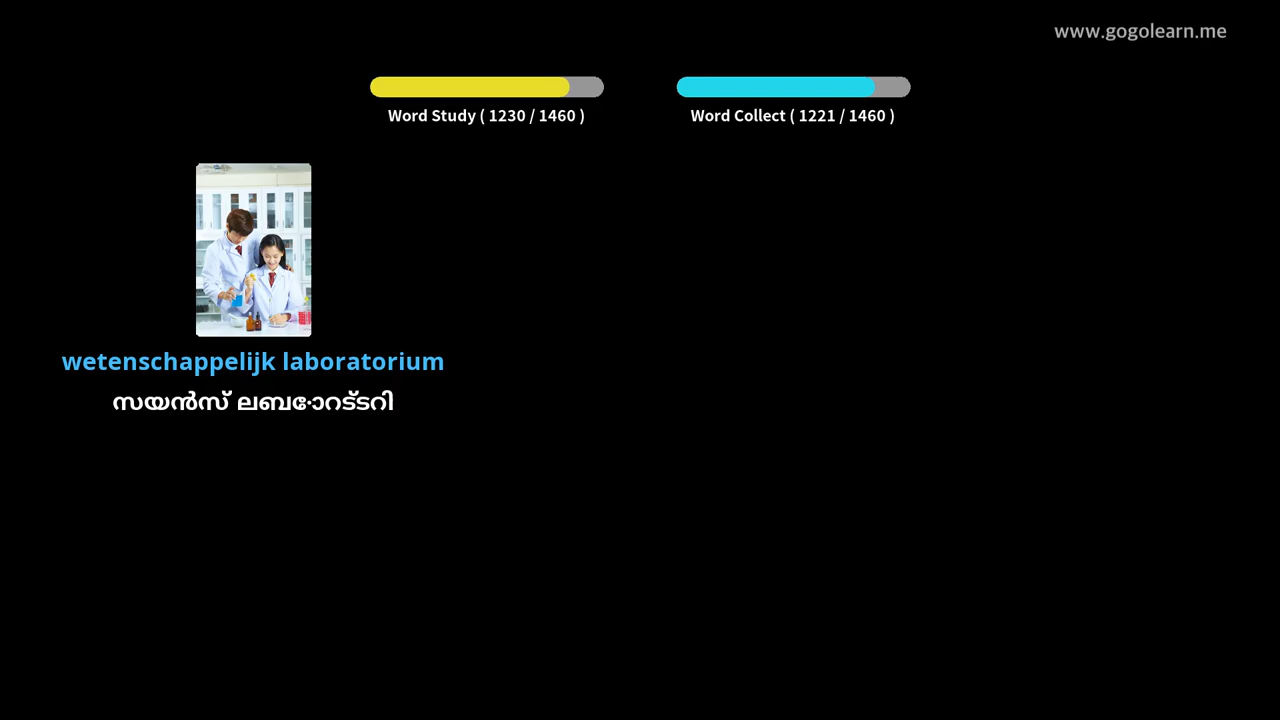 www.gogolearn.me
Word Study ( 1230 / 1460 )
Word Collect ( 1221 / 1460 )
wetenschappelijk laboratorium
സയൻസ് ലബോറട്ടറി